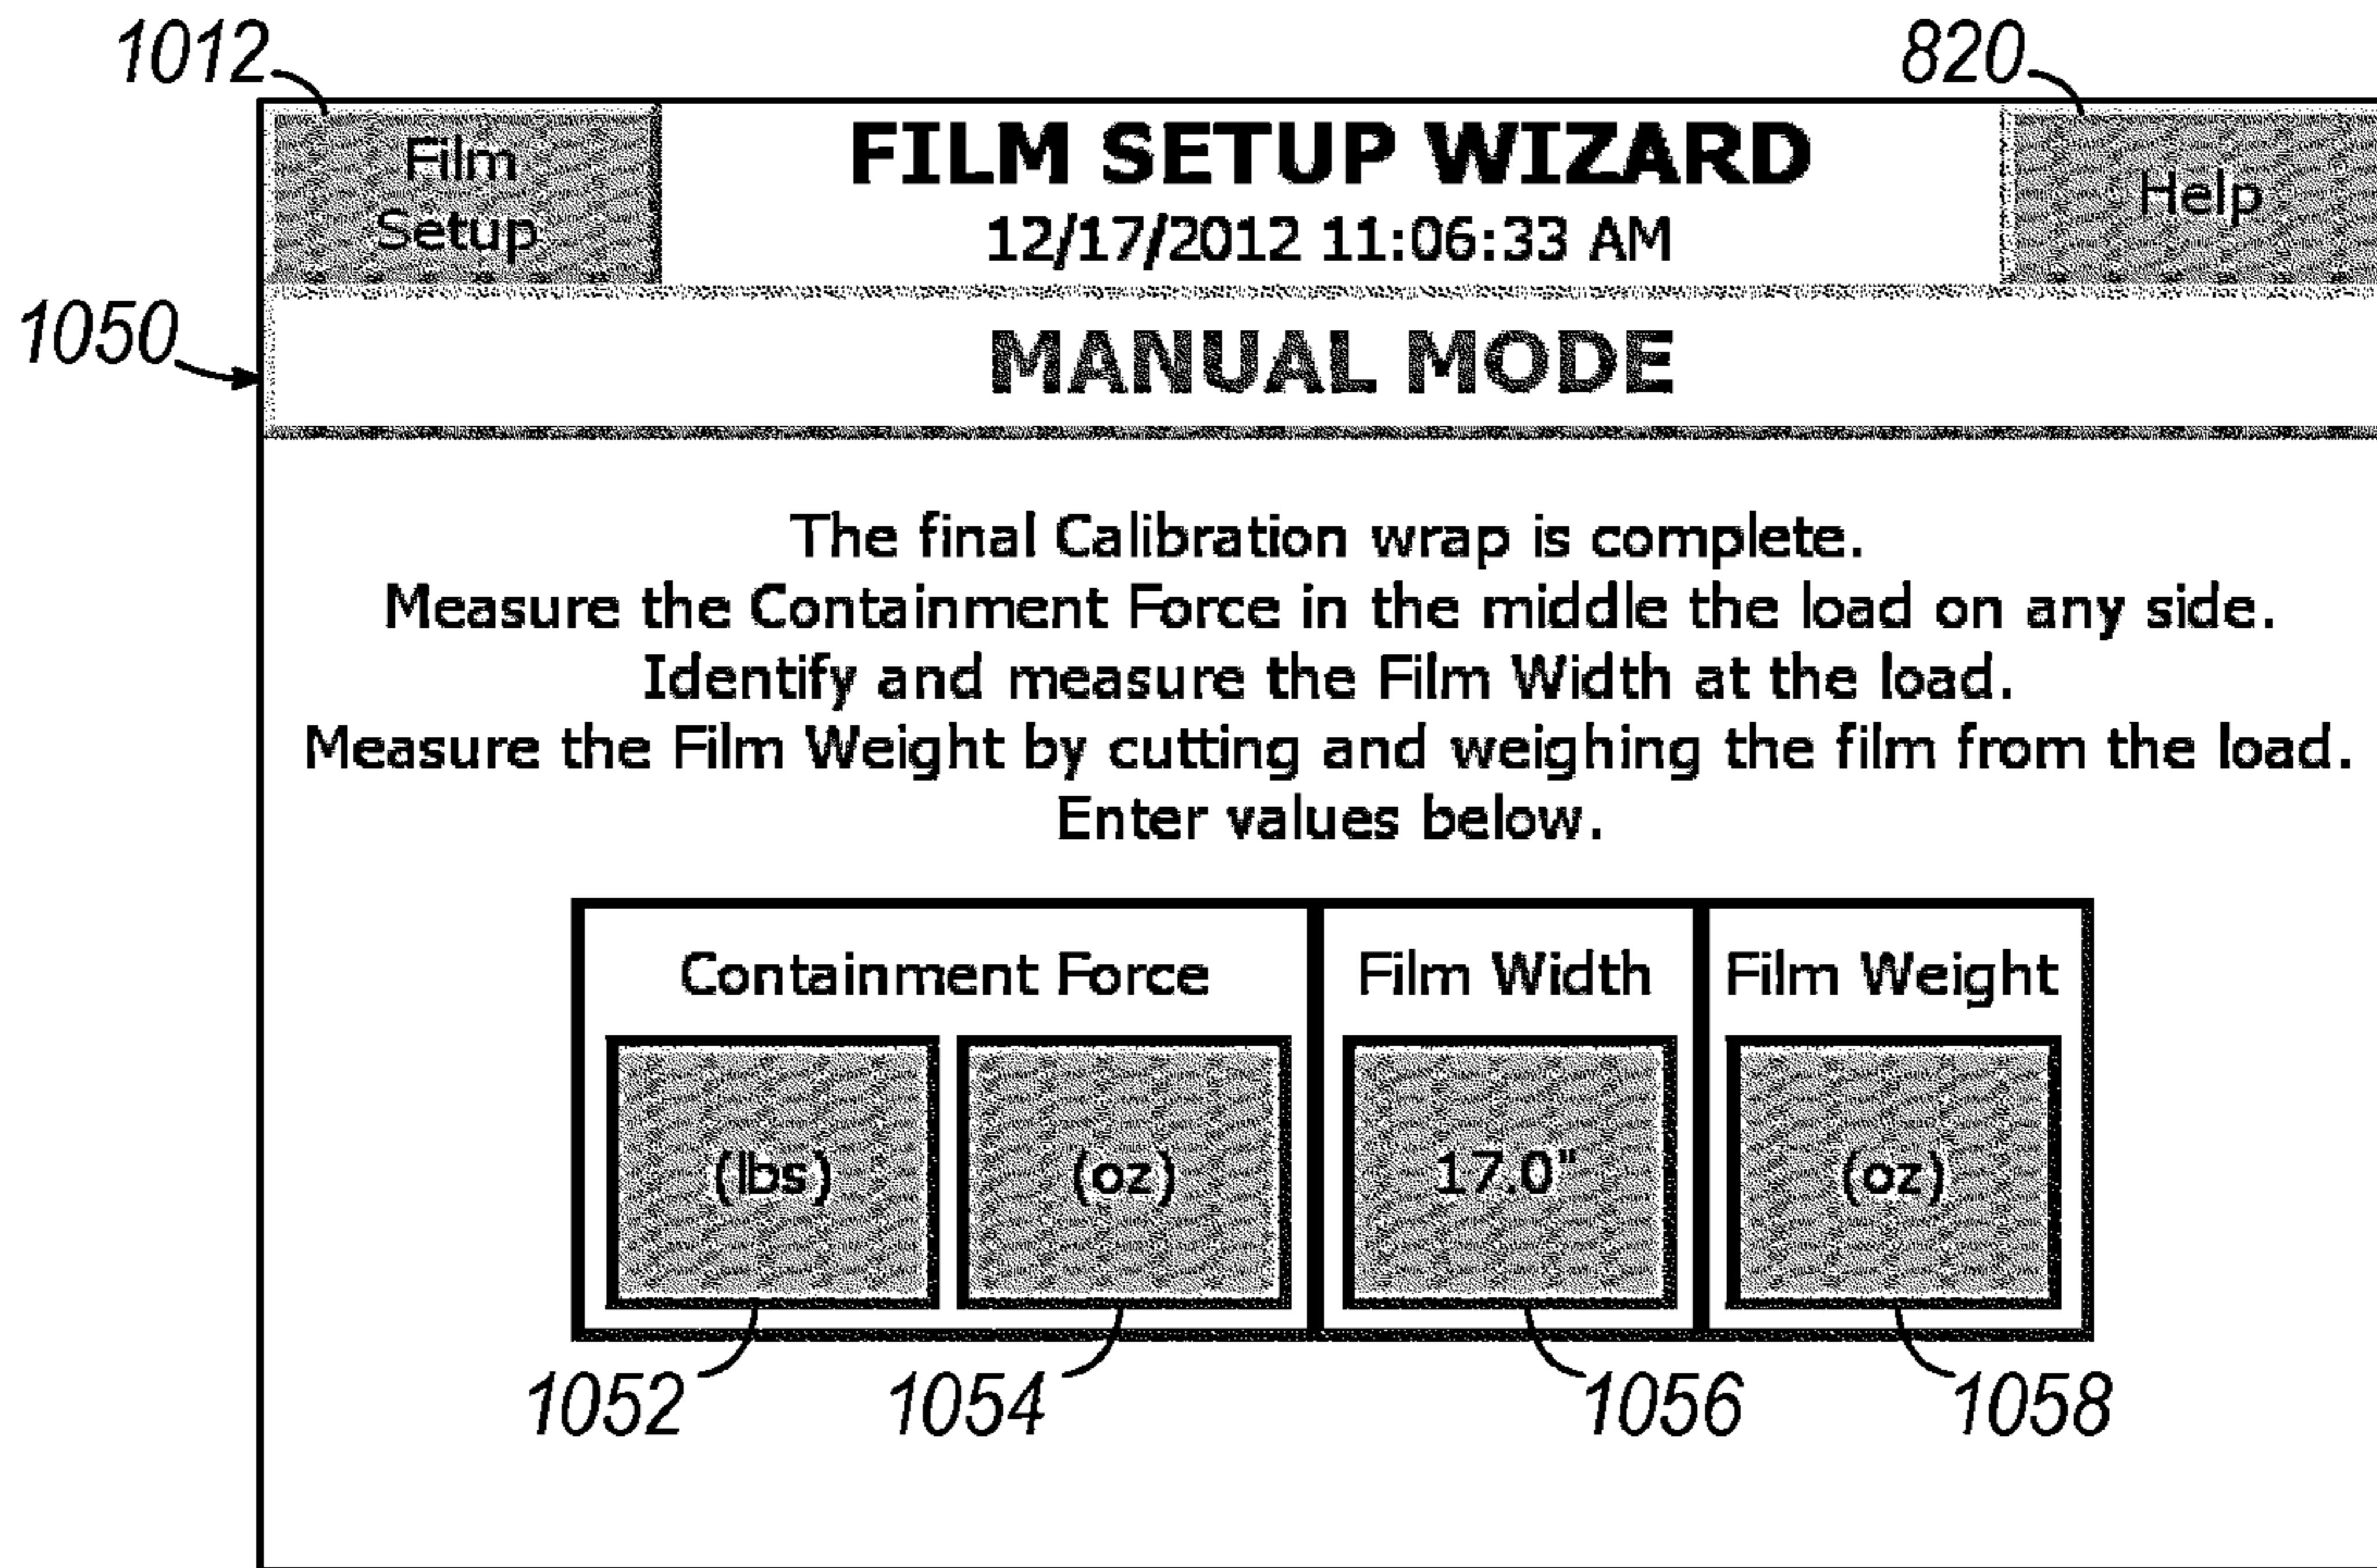 1012
820
Film
Setup
FILM SETUP WIZARD
12/17/2012 11:06:33 AM
Help
1050
MANUAL MODE
The final Calibration wrap is complete.
Measure the Containment Force in the middle the load on any side.
Identify and measure the Film Width at the load.
Measure the Film Weight by cutting and weighing the film from the load.
Enter values below.
Containment Force
Film Width
Film Weight
(lbs)
(oz)
17.0"
(oz)
1052
1054
1056
1058